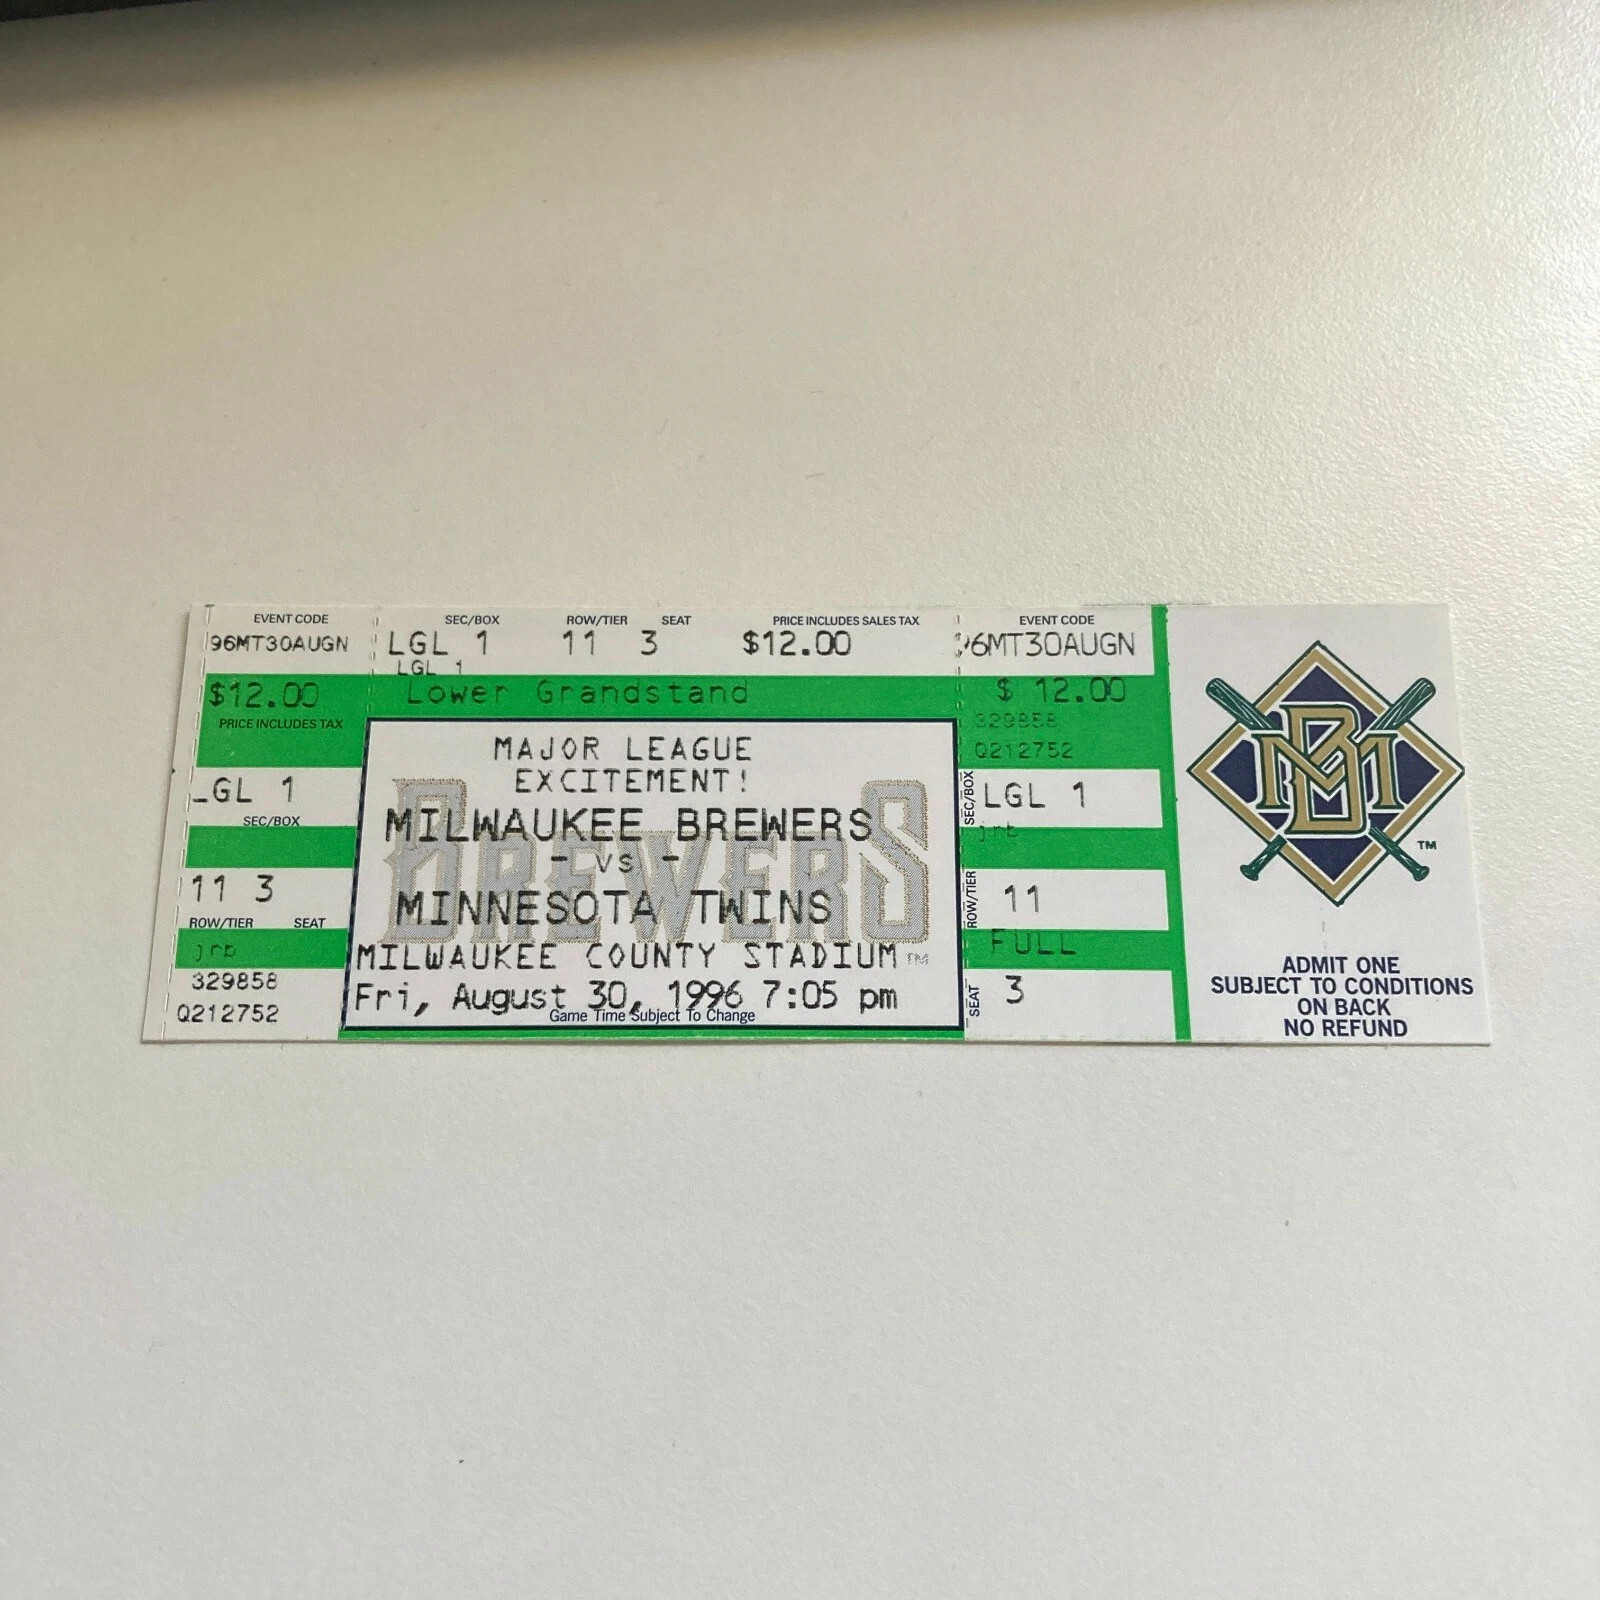 EVENT CODE
96MT30AUGN
$12.00
PRICE INCLUDES TAX
LGL 1
SEC/BOX
11 3
ROW/TIER SEAT
329858
Q212752
SEC/BOX ROW/TIER SEAT PRICE INCLUDES SALES TAX
LGL 1 11 3 $12.00
LGL 1
Lower Grandstand
MAJOR LEAGUE
EXCITEMENT!
BREWERS
MILWAUKEE BREWERS
- vs -
MINNESOTA TWINS
MILWAUKEE COUNTY STADIUM TM
Fri, August 30, 1996 7:05 pm
Game Time Subject To Change
EVENT CODE
96MT30AUGN
$ 12.00
329858
Q212752
SEC/BOX
LGL 1
ROW/TIER
11
FULL
SEAT
3
MB
TM
ADMIT ONE
SUBJECT TO CONDITIONS
ON BACK
NO REFUND